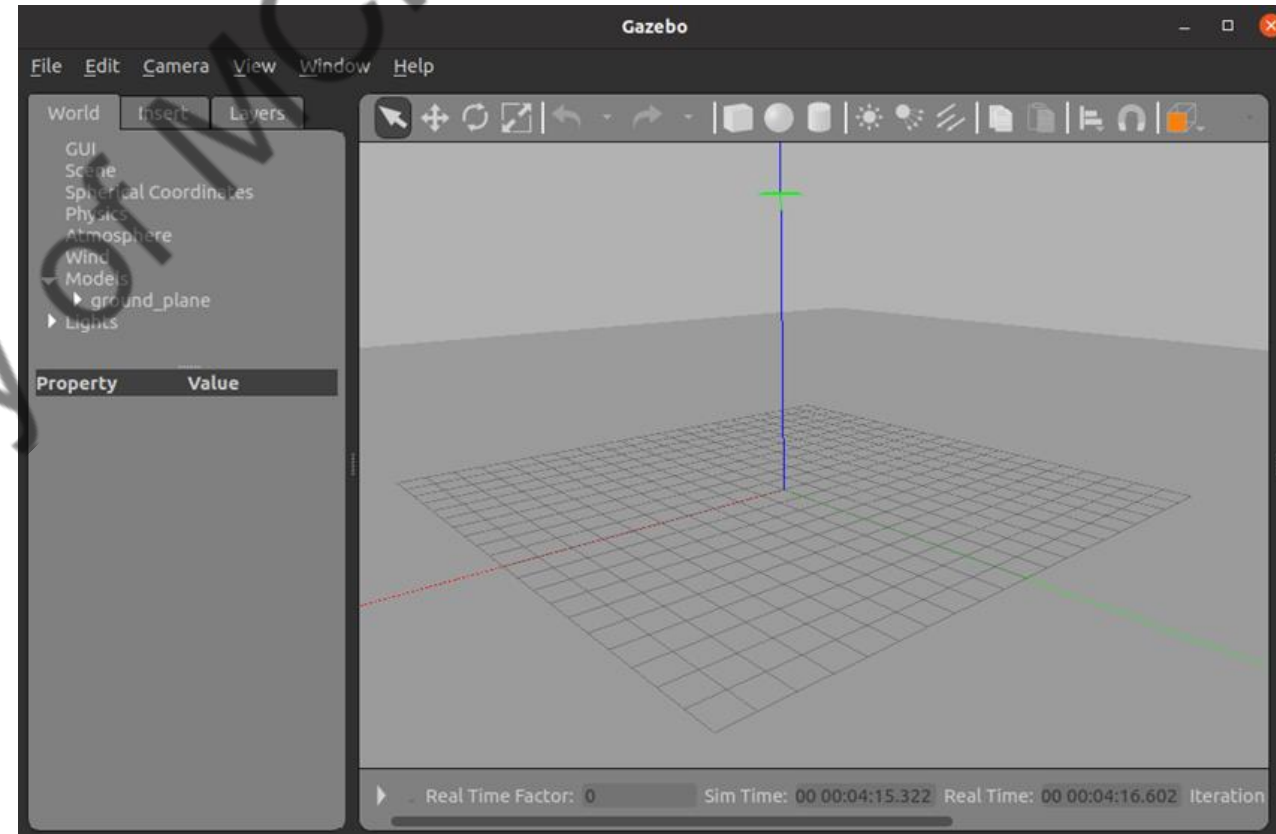 Gazebo
File Edit Camera View Window Help
World Insert Layers
GUI
Scene
Spherical Coordinates
Physics
Atmosphere
Wind
Models
ground_plane
Lights
Property Value
Real Time Factor: 0 Sim Time: 00 00:04:15.322 Real Time: 00 00:04:16.602 Iteration
y of MC